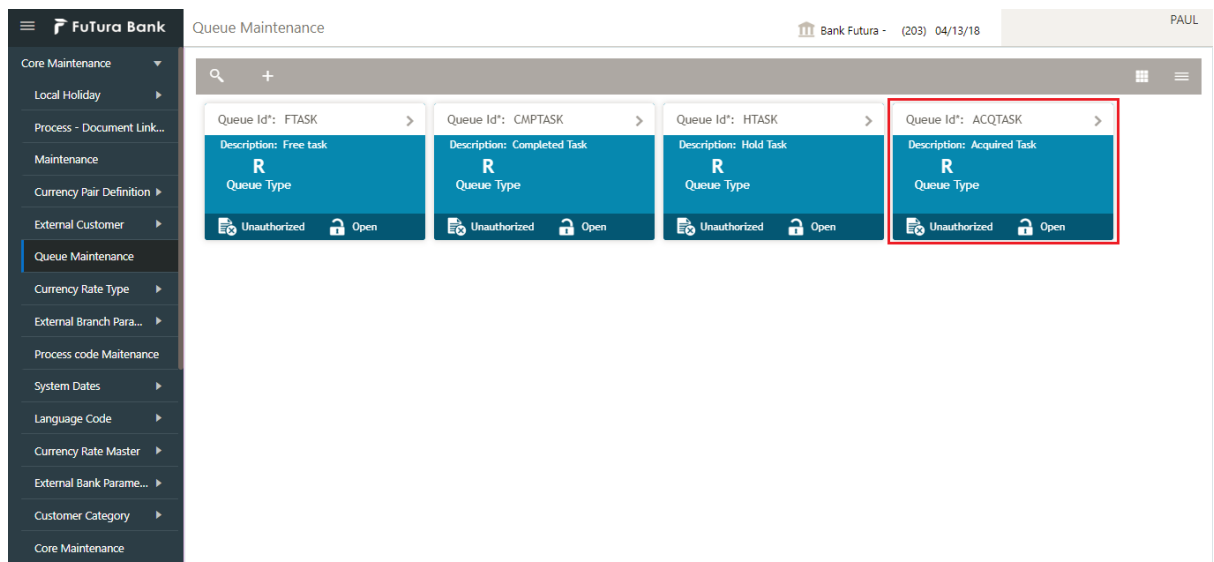 FuTura Bank
Queue Maintenance
Bank Futura - (203) 04/13/18
PAUL
Core Maintenance
Local Holiday
Process - Document Link...
Maintenance
Currency Pair Definition
External Customer
Queue Maintenance
Currency Rate Type
External Branch Para...
Process code Maitenance
System Dates
Language Code
Currency Rate Master
External Bank Parame...
Customer Category
Core Maintenance
Queue Id*: FTASK
Description: Free task
R
Queue Type
Unauthorized Open
Queue Id*: CMPTASK
Description: Completed Task
R
Queue Type
Unauthorized Open
Queue Id*: HTASK
Description: Hold Task
R
Queue Type
Unauthorized Open
Queue Id*: ACQTASK
Description: Acquired Task
R
Queue Type
Unauthorized Open